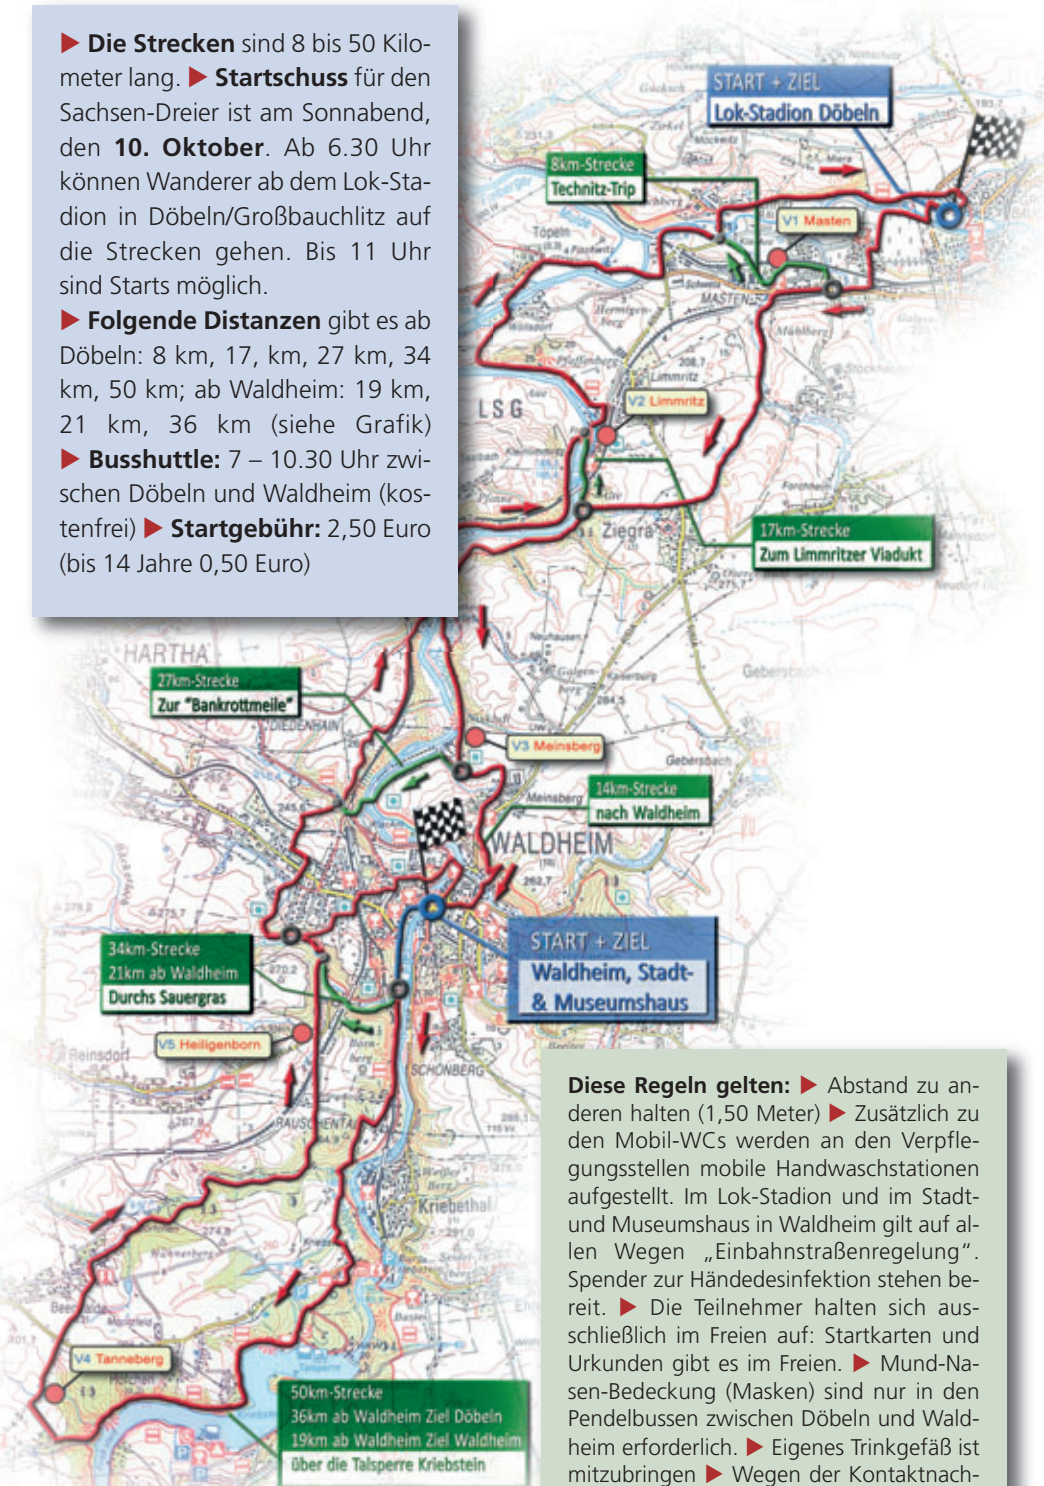 ▶ Die Strecken sind 8 bis 50 Kilo-
meter lang. ▶ Startschuss für den
Sachsen-Dreier ist am Sonnabend,
den 10. Oktober. Ab 6.30 Uhr
können Wanderer ab dem Lok-Sta-
dion in Döbeln/Großbauchlitz auf
die Strecken gehen. Bis 11 Uhr
sind Starts möglich.
▶ Folgende Distanzen gibt es ab
Döbeln: 8 km, 17, km, 27 km, 34
km, 50 km; ab Waldheim: 19 km,
21 km, 36 km (siehe Grafik)
▶ Busshuttle: 7 – 10.30 Uhr zwi-
schen Döbeln und Waldheim (kos-
tenfrei) ▶ Startgebühr: 2,50 Euro
(bis 14 Jahre 0,50 Euro)
START + ZIEL
Lok-Stadion Döbeln
8km-Strecke
Technitz-Trip
V1 Masten
Töpeln
MASTEN
Limmritz
V2 Limmritz
LSG
Ziegra
17km-Strecke
Zum Limmritzer Viadukt
HARTHA
27km-Strecke
Zur "Bankrottmeile"
DIEDENHAIN
Neuhausen
V3 Meinsberg
Gebersbach
Meinsberg
14km-Strecke
nach Waldheim
WALDHEIM
262,7
START + ZIEL
Waldheim, Stadt-
& Museumshaus
34km-Strecke
21km ab Waldheim
Durchs Sauergras
V5 Heiligenborn
Reinsdorf
SCHÖNBERG
RAUSCHENTAL
Kriebethal
V4 Tanneberg
50km-Strecke
36km ab Waldheim Ziel Döbeln
19km ab Waldheim Ziel Waldheim
über die Talsperre Kriebstein
Diese Regeln gelten: ▶ Abstand zu an-
deren halten (1,50 Meter) ▶ Zusätzlich zu
den Mobil-WCs werden an den Verpfle-
gungsstellen mobile Handwaschstationen
aufgestellt. Im Lok-Stadion und im Stadt-
und Museumshaus in Waldheim gilt auf al-
len Wegen „Einbahnstraßenregelung“.
Spender zur Händedesinfektion stehen be-
reit. ▶ Die Teilnehmer halten sich aus-
schließlich im Freien auf: Startkarten und
Urkunden gibt es im Freien. ▶ Mund-Na-
sen-Bedeckung (Masken) sind nur in den
Pendelbussen zwischen Döbeln und Wald-
heim erforderlich. ▶ Eigenes Trinkgefäß ist
mitzubringen ▶ Wegen der Kontaktnach-